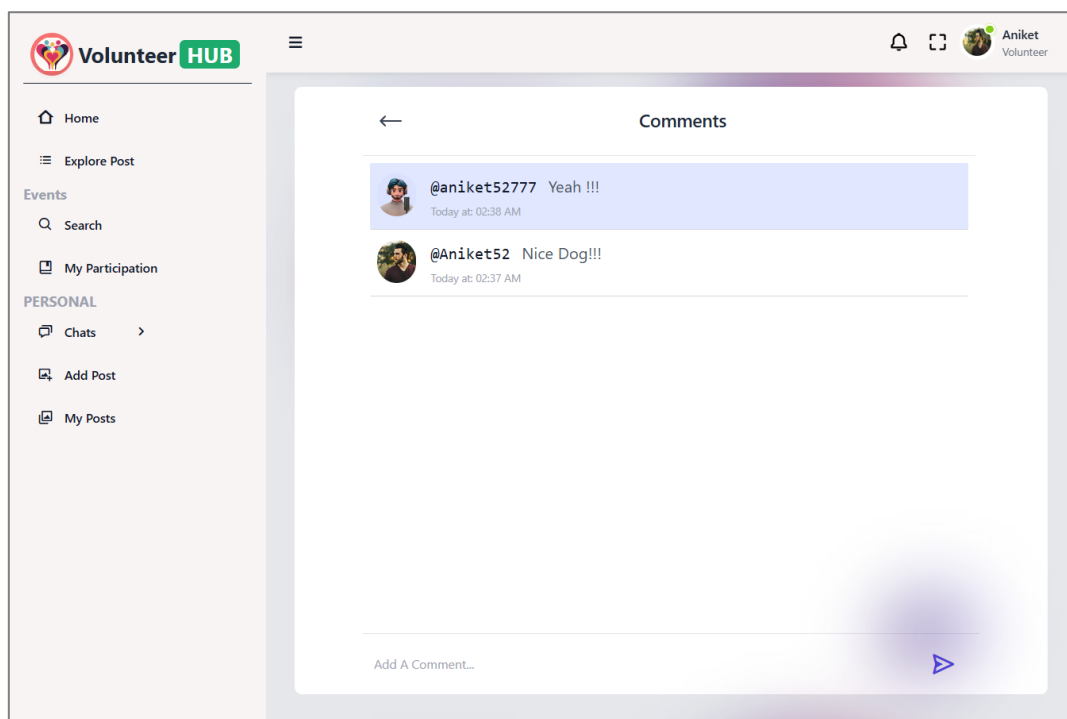 Volunteer HUB
Home
Explore Post
Events
Search
My Participation
PERSONAL
Chats
Add Post
My Posts
Aniket
Volunteer
Comments
@aniket52777 Yeah !!!
Today at: 02:38 AM
@Aniket52 Nice Dog!!!
Today at: 02:37 AM
Add A Comment...